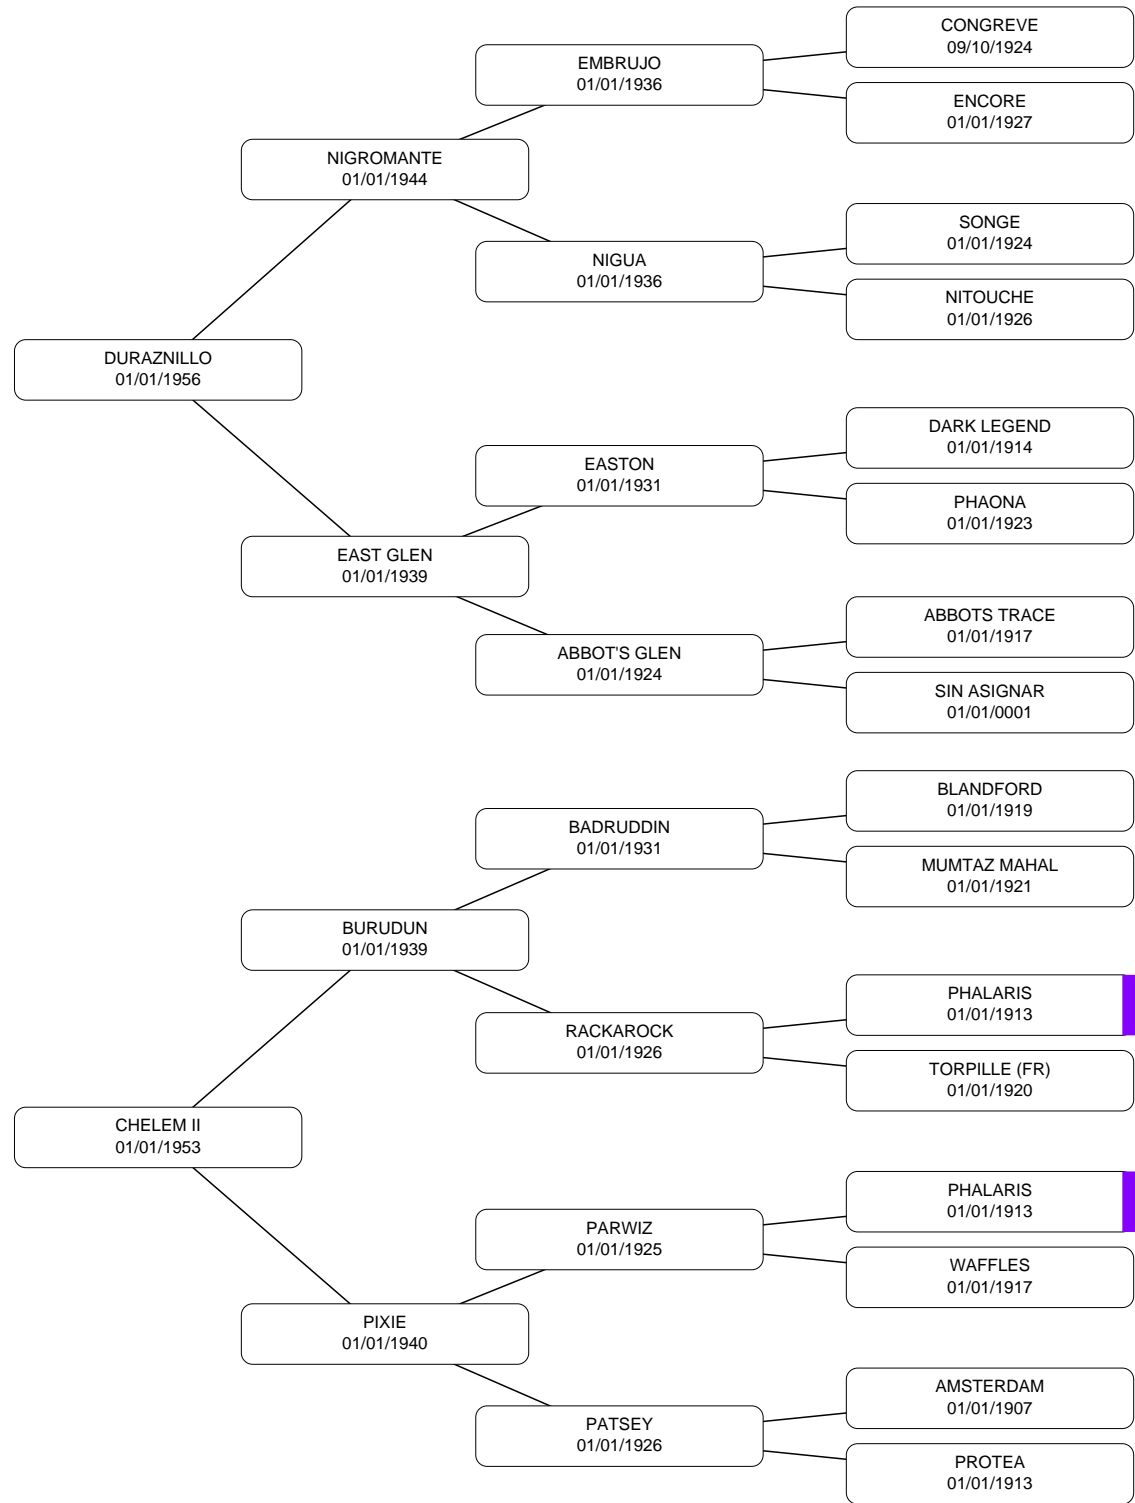 CONGREVE
09/10/1924
EMBRUJO
01/01/1936
ENCORE
01/01/1927
NIGROMANTE
01/01/1944
SONGE
01/01/1924
NIGUA
01/01/1936
NITOUCHE
01/01/1926
DURAZNILLO
01/01/1956
DARK LEGEND
01/01/1914
EASTON
01/01/1931
PHAONA
01/01/1923
EAST GLEN
01/01/1939
ABBOTS TRACE
01/01/1917
ABBOT'S GLEN
01/01/1924
SIN ASIGNAR
01/01/0001
BLANDFORD
01/01/1919
BADRUDDIN
01/01/1931
MUMTAZ MAHAL
01/01/1921
BURUDUN
01/01/1939
PHALARIS
01/01/1913
RACKAROCK
01/01/1926
TORPILLE (FR)
01/01/1920
CHELEM II
01/01/1953
PHALARIS
01/01/1913
PARWIZ
01/01/1925
WAFFLES
01/01/1917
PIXIE
01/01/1940
AMSTERDAM
01/01/1907
PATSEY
01/01/1926
PROTEA
01/01/1913